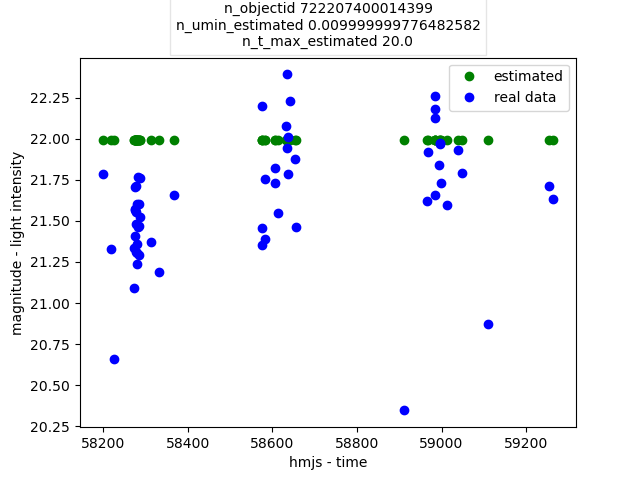 n_objectid 722207400014399
n_umin_estimated 0.009999999776482582
n_t_max_estimated 20.0
estimated
real data
magnitude - light intensity
22.25
22.00
21.75
21.50
21.25
21.00
20.75
20.50
20.25
58200
58400
58600
58800
59000
59200
hmjs - time